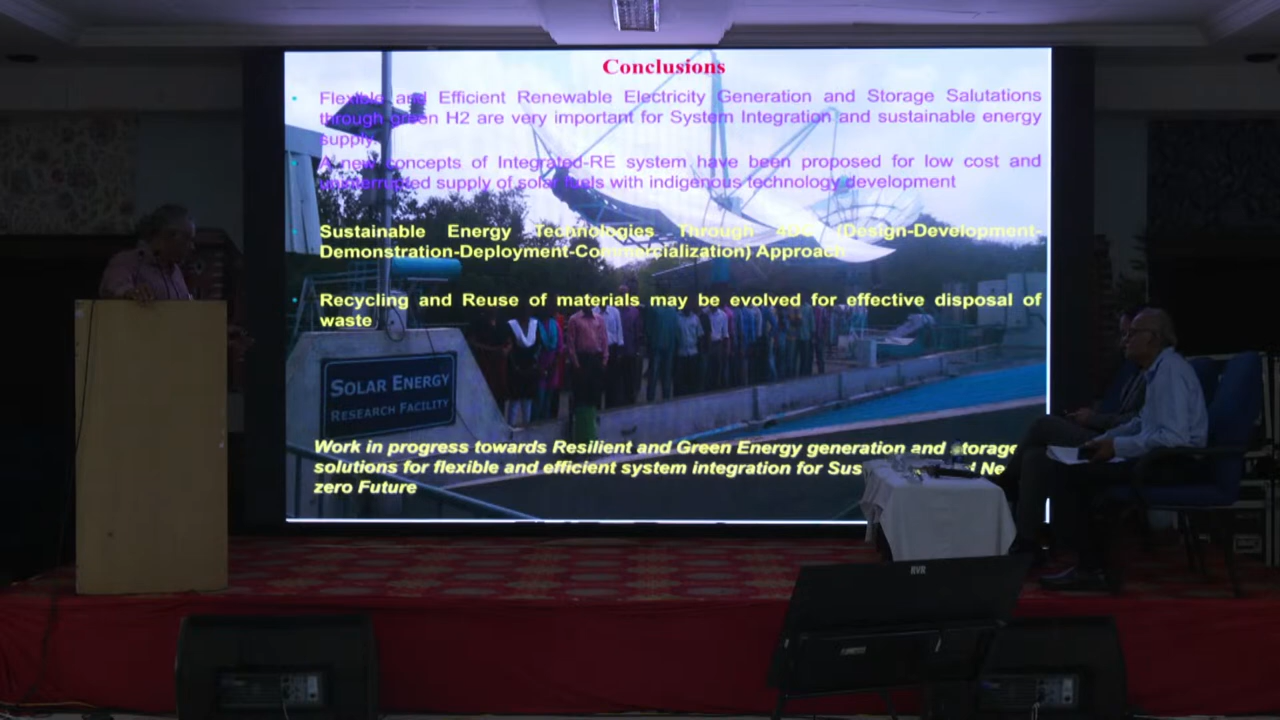 Conclusions
Flexible and Efficient Renewable Electricity Generation and Storage Salutations
through green H2 are very important for System Integration and sustainable energy
supply.
A new concepts of Integrated-RE system have been proposed for low cost and
uninterrupted supply of solar fuels with indigenous technology development
Sustainable Energy Technologies Through (Design-Development-
Demonstration-Deployment-Commercialization) Approach
Recycling and Reuse of materials may be evolved for effective disposal of
waste
SOLAR ENERGY
RESEARCH FACILITY
Work in progress towards Resilient and Green Energy generation and storage
solutions for flexible and efficient system integration for
zero Future
RVR